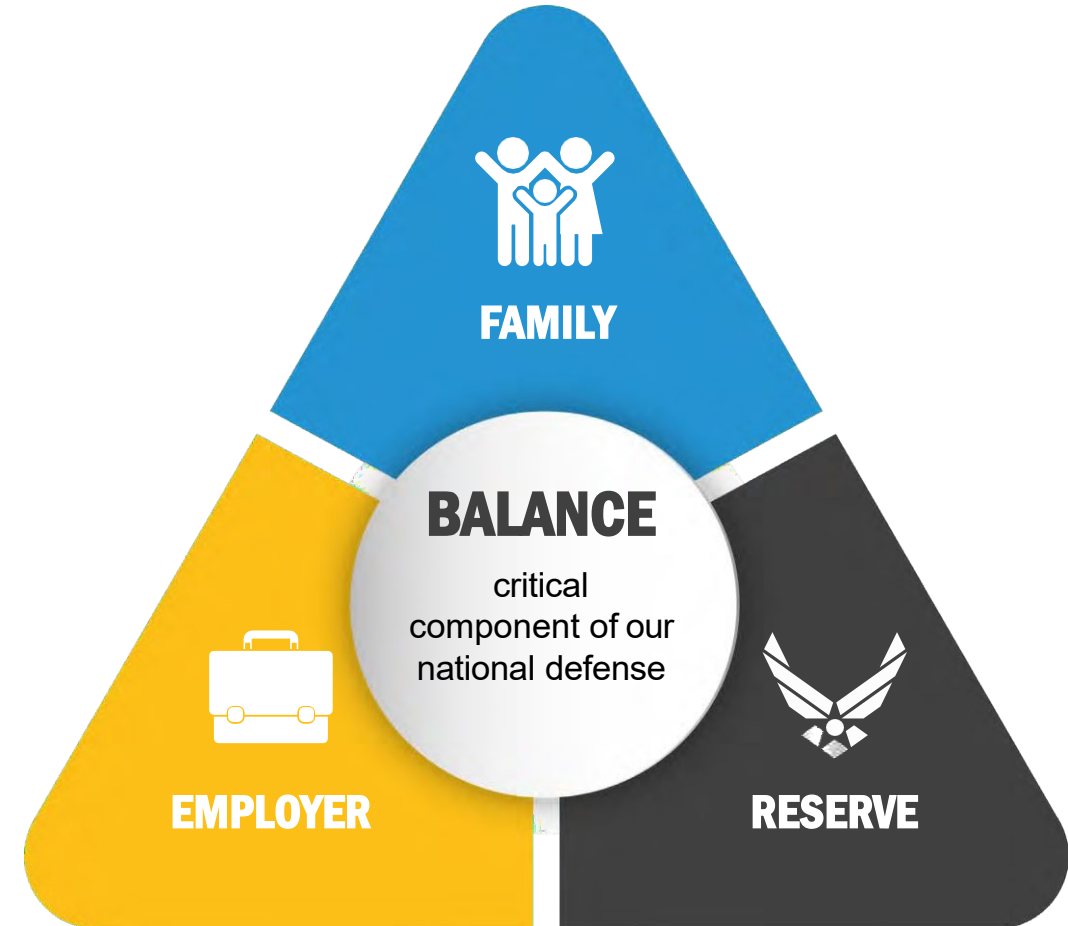 FAMILY
BALANCE
critical
component of our
national defense
EMPLOYER
RESERVE